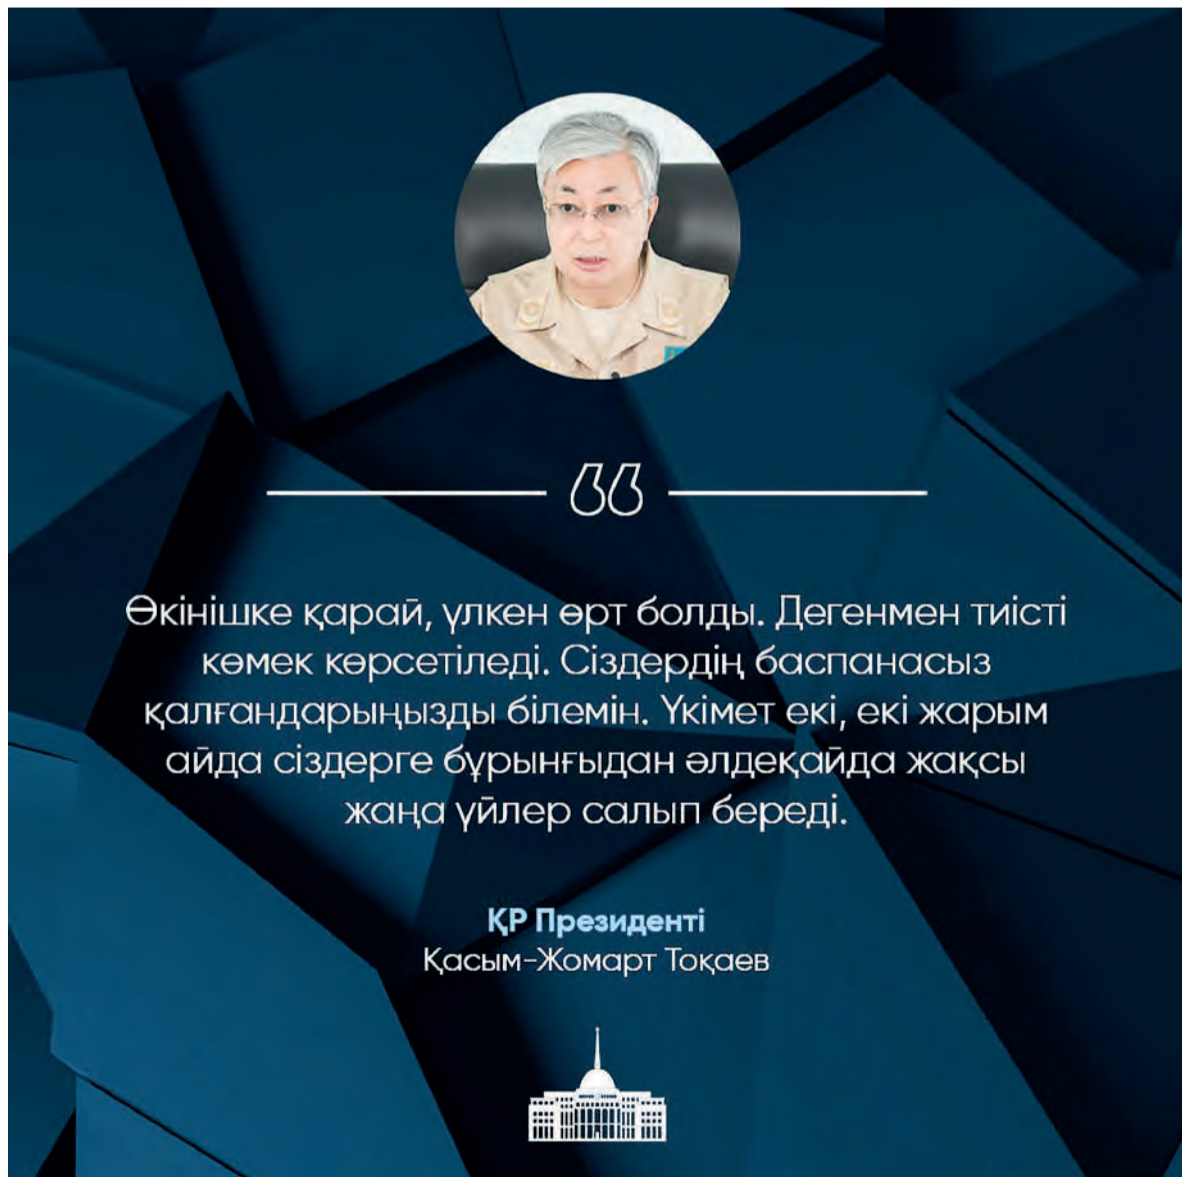 Өкінішке қарай, үлкен өрт болды. Дегенмен тиісті
көмек көрсетіледі. Сіздердің баспанасыз
қалғандарыңызды білемін. Үкімет екі, екі жарым
айда сіздерге бұрынғыдан әлдеқайда жақсы
жаңа үйлер салып береді.
ҚР Президенті
Қасым-Жомарт Тоқаев